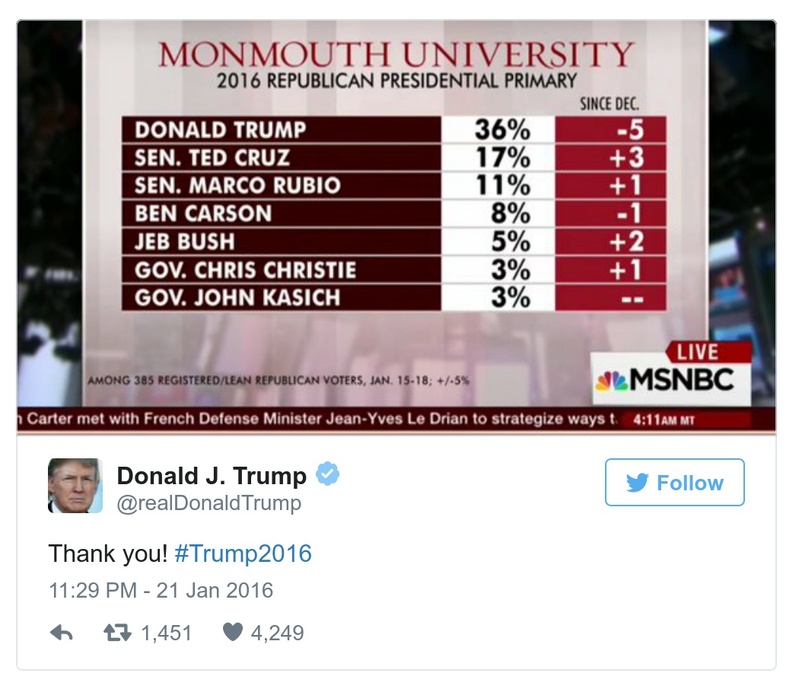 MONMOUTH UNIVERSITY
2016 REPUBLICAN PRESIDENTIAL PRIMARY
SINCE DEC.
DONALD TRUMP 36% -5
SEN. TED CRUZ 17% +3
SEN. MARCO RUBIO 11% +1
BEN CARSON 8% -1
JEB BUSH 5% +2
GOV. CHRIS CHRISTIE 3% +1
GOV. JOHN KASICH 3% --
LIVE
AMONG 385 REGISTERED/LEAN REPUBLICAN VOTERS, JAN. 15-18; +/-5%
MSNBC
Carter met with French Defense Minister Jean-Yves Le Drian to strategize ways t. 4:11AM MT
Donald J. Trump
@realDonaldTrump
Follow
Thank you! #Trump2016
11:29 PM - 21 Jan 2016
1,451 4,249